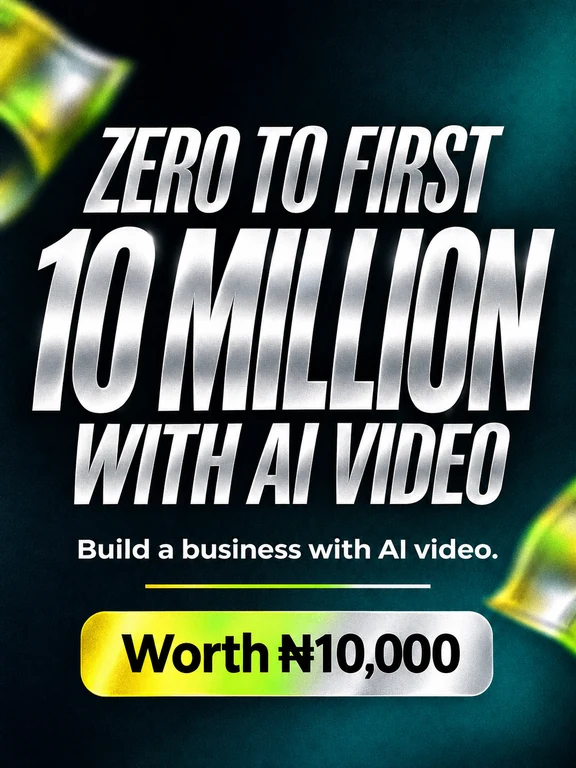 ZERO TO FIRST
10 MILLION
WITH AI VIDEO
Build a business with AI video.
Worth ₦10,000